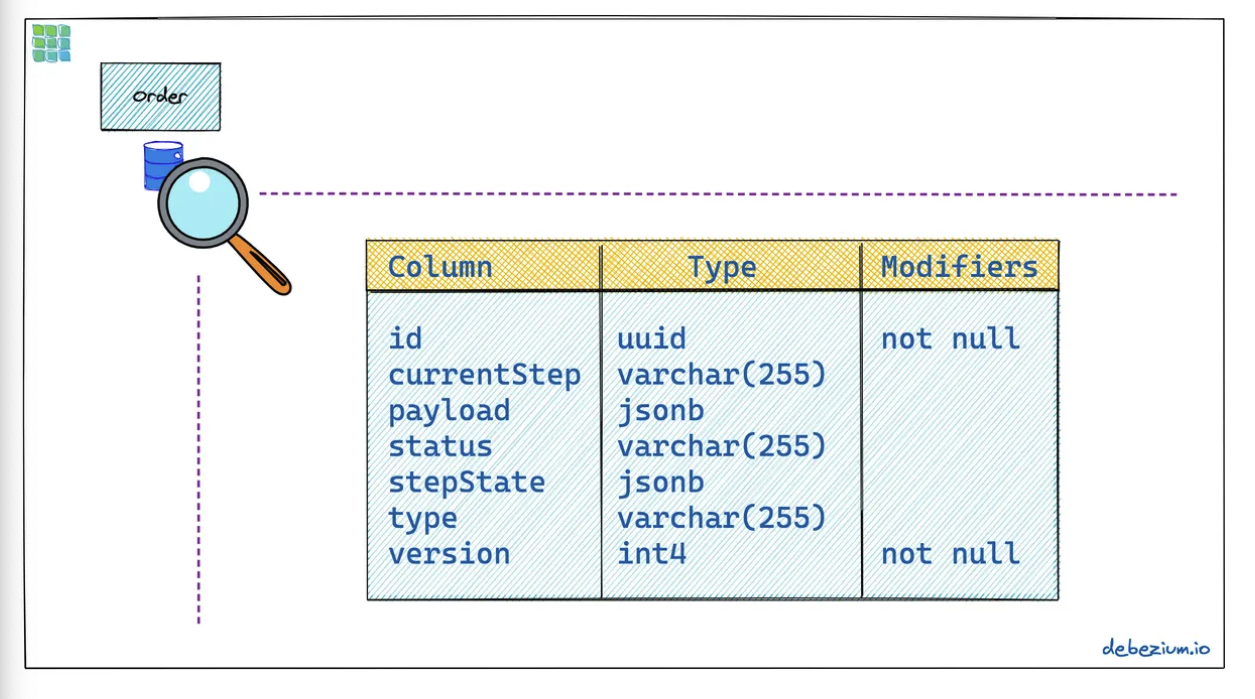 order
Column Type Modifiers
id uuid not null
currentStep varchar(255)
payload jsonb
status varchar(255)
stepState jsonb
type varchar(255)
version int4 not null
debezium.io